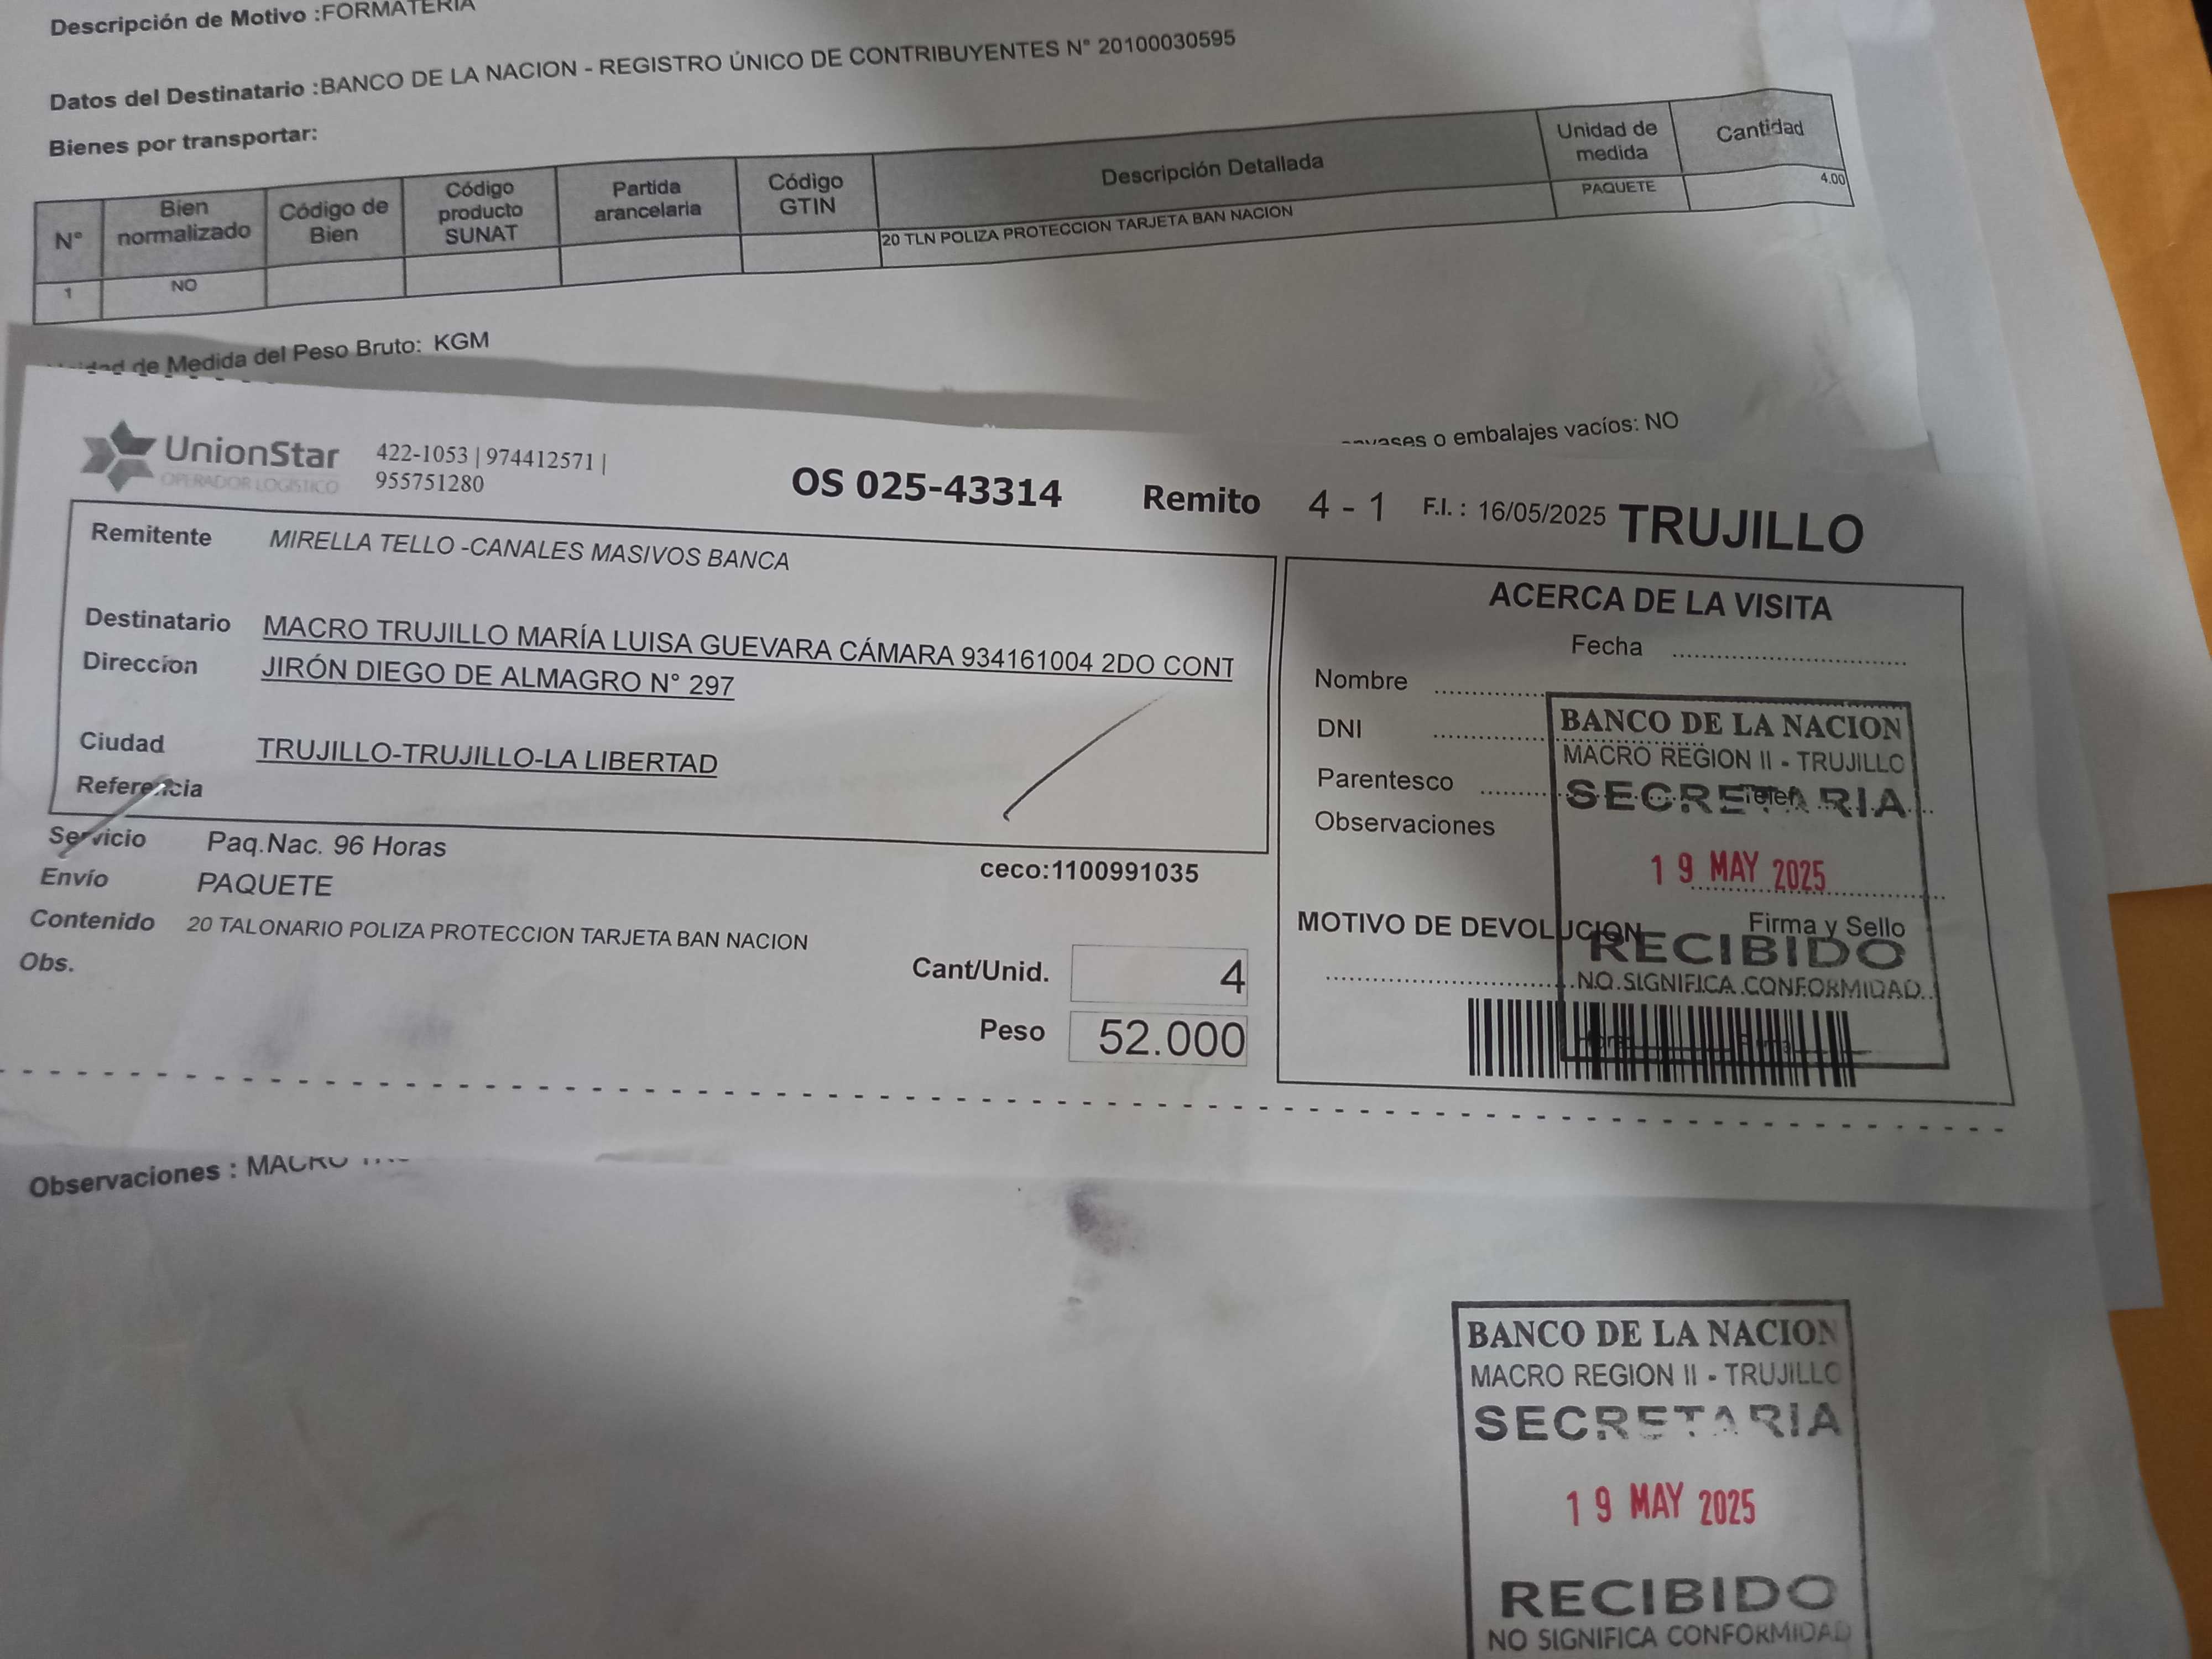 Descripción de Motivo :FORMATERIA
Datos del Destinatario :BANCO DE LA NACION - REGISTRO ÚNICO DE CONTRIBUYENTES N° 20100030595
Bienes por transportar:
N° Bien normalizado Código de Bien Código producto SUNAT Partida arancelaria Código GTIN Descripción Detallada Unidad de medida Cantidad
1 NO 20 TLN POLIZA PROTECCION TARJETA BAN NACION PAQUETE 4.00
de Medida del Peso Bruto: KGM
o embalajes vacíos: NO
UnionStar
OPERADOR LOGÍSTICO
422-1053 | 974412571 |
955751280
OS 025-43314 Remito 4 - 1 F.I. : 16/05/2025 TRUJILLO
Remitente MIRELLA TELLO -CANALES MASIVOS BANCA
Destinatario MACRO TRUJILLO MARÍA LUISA GUEVARA CÁMARA 934161004 2DO CONT
Direccion JIRÓN DIEGO DE ALMAGRO N° 297
Ciudad TRUJILLO-TRUJILLO-LA LIBERTAD
Referencia
Servicio Paq.Nac. 96 Horas
ceco:1100991035
Envío PAQUETE
Contenido 20 TALONARIO POLIZA PROTECCION TARJETA BAN NACION
Obs.
Cant/Unid. 4
Peso 52.000
ACERCA DE LA VISITA
Fecha
Nombre
DNI
Parentesco
Telef.
Observaciones
Firma y Sello
MOTIVO DE DEVOLUCION
BANCO DE LA NACION
MACRO REGION II - TRUJILLO
SECRETARIA
19 MAY 2025
RECIBIDO
NO SIGNIFICA CONFORMIDAD
Observaciones : MACRO
BANCO DE LA NACION
MACRO REGION II - TRUJILLO
SECRETARIA
19 MAY 2025
RECIBIDO
NO SIGNIFICA CONFORMIDAD